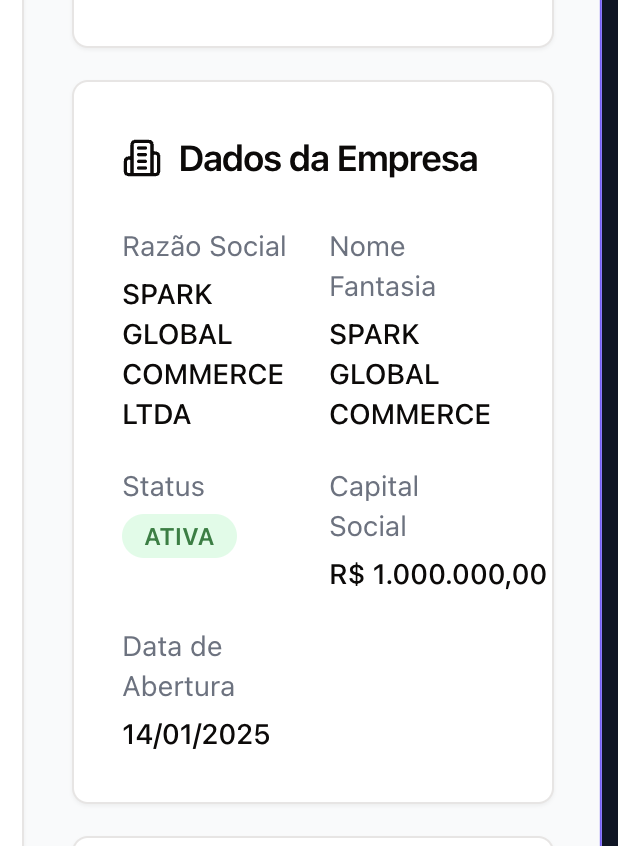 Dados da Empresa
Razão Social
SPARK
GLOBAL
COMMERCE
LTDA
Nome
Fantasia
SPARK
GLOBAL
COMMERCE
Status
ATIVA
Capital
Social
R$ 1.000.000,00
Data de
Abertura
14/01/2025